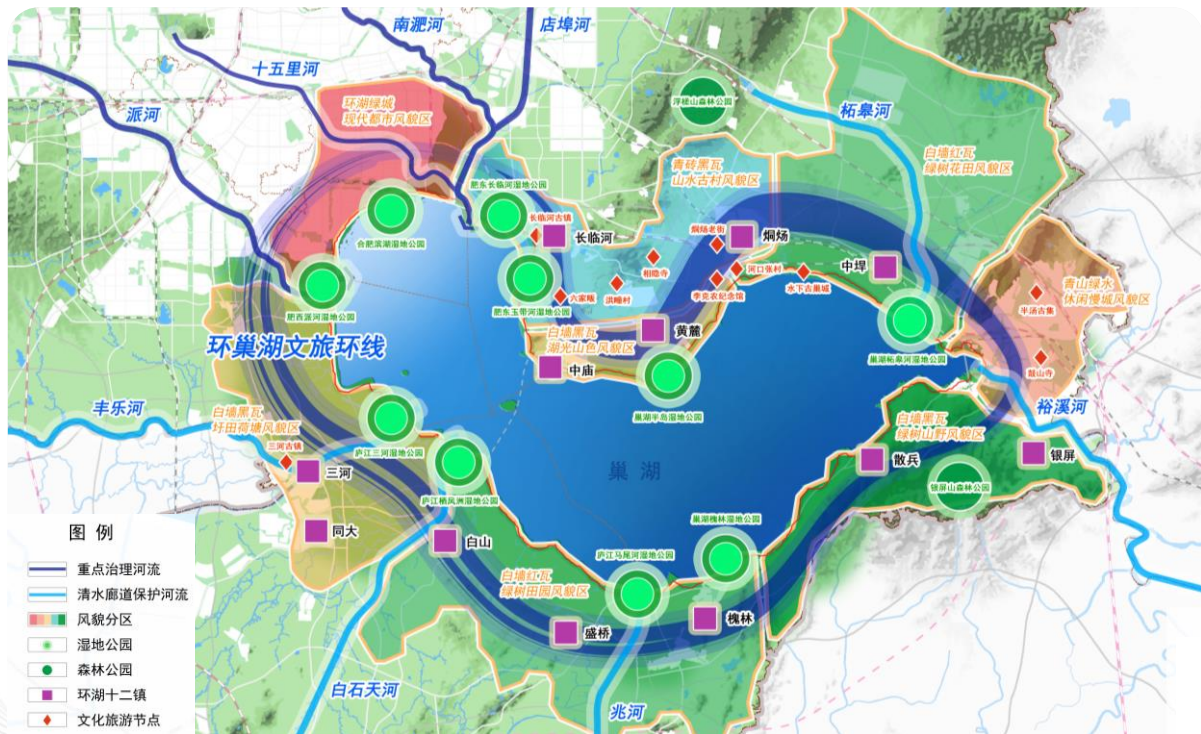 南淝河
店埠河
十五里河
派河
环湖绿城
现代都市风貌区
浮槎山森林公园
柘皋河
青砖黑瓦
山水古村风貌区
白墙红瓦
绿树花田风貌区
肥东长临河湿地公园
合肥滨湖湿地公园
长临河古镇
长临河
烔炀老街
烔炀
相隐寺
河口张村
中垾
肥西派河湿地公园
肥东玉带河湿地公园
六家畈
洪疃村
李克农纪念馆
水下古巢城
青山绿水
休闲慢城风貌区
半汤古集
环巢湖文旅环线
白墙黑瓦
湖光山色风貌区
黄麓
中庙
巢湖半岛湿地公园
巢湖柘皋河湿地公园
裕溪河
丰乐河
白墙黑瓦
圩田荷塘风貌区
三河古镇
三河
庐江三河湿地公园
白墙黑瓦
绿树山野风貌区
巢湖
散兵
银屏
银屏山森林公园
庐江栖凤洲湿地公园
同大
白山
巢湖槐林湿地公园
庐江马尾河湿地公园
白墙红瓦
绿树田园风貌区
盛桥
槐林
白石天河
兆河
图例
重点治理河流
清水廊道保护河流
风貌分区
湿地公园
森林公园
环湖十二镇
文化旅游节点